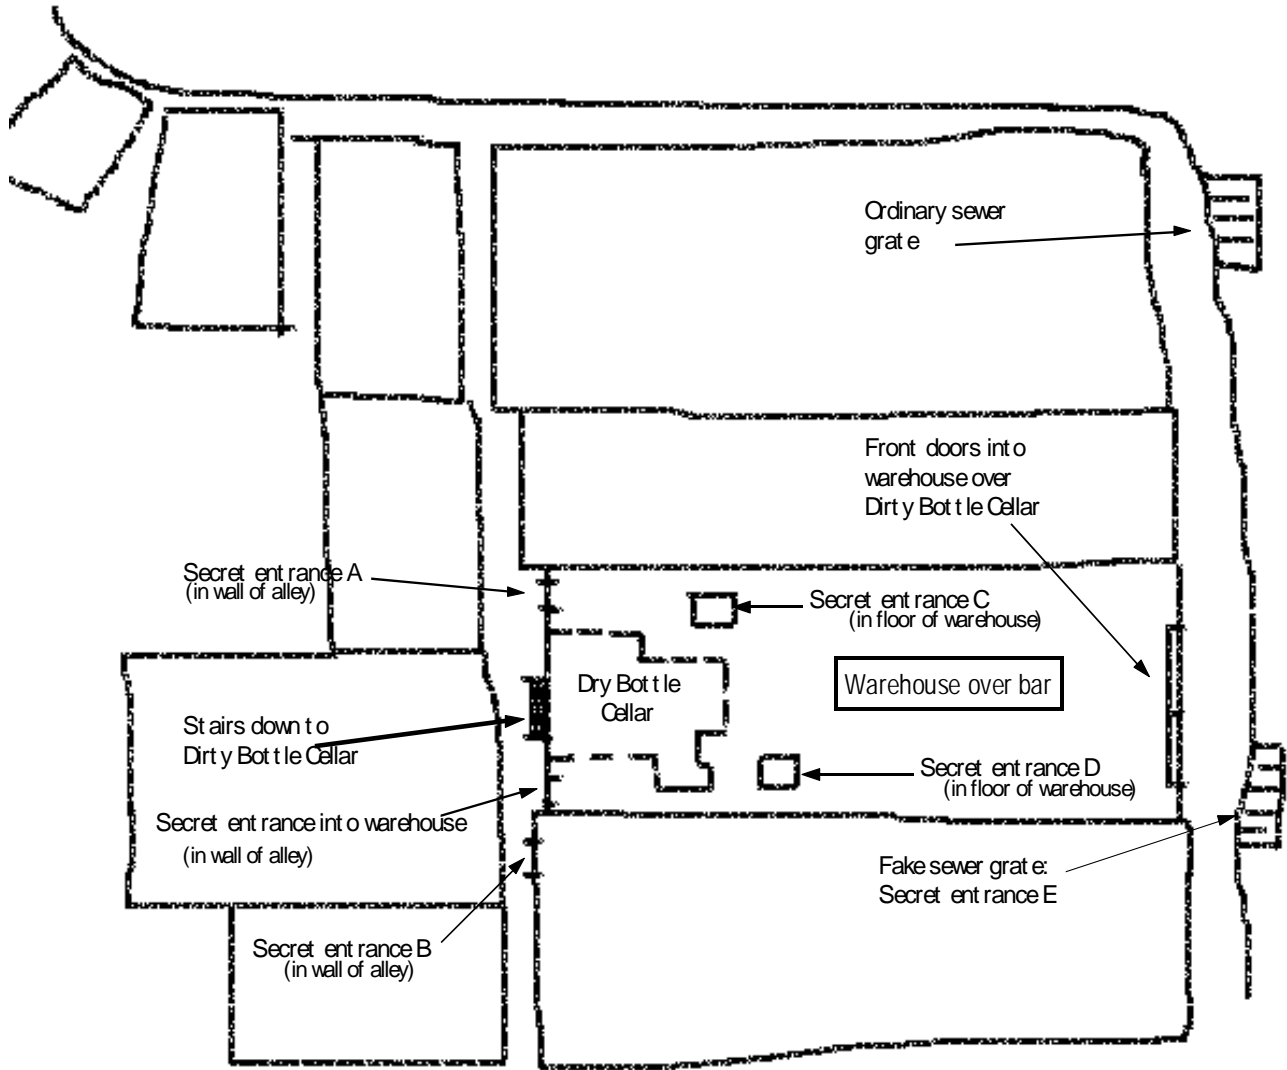 Ordinary sewer
grate
Front doors into
warehouse over
Dirty Bottle Cellar
Secret entrance A
(in wall of alley)
Secret entrance C
(in floor of warehouse)
Dry Bottle
Cellar
Warehouse over bar
Stairs down to
Dirty Bottle Cellar
Secret entrance D
(in floor of warehouse)
Secret entrance into warehouse
(in wall of alley)
Fake sewer grate:
Secret entrance E
Secret entrance B
(in wall of alley)